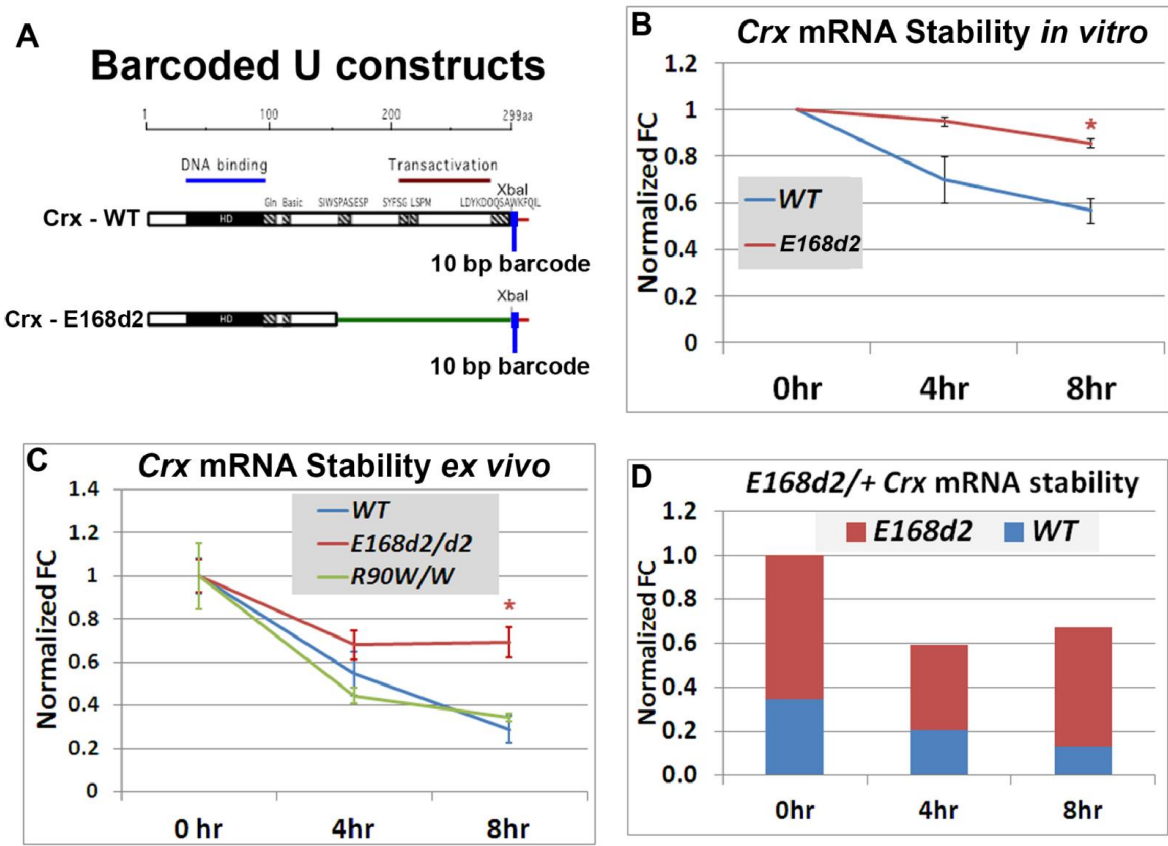 A
Barcoded U constructs
1 100 200 299aa
DNA binding Transactivation
XbaI
Gln Basic SIWSPASESP SYFSG LSPM LDYKDQQSAWKFQIL
Crx - WT HD
10 bp barcode
XbaI
Crx - E168d2 HD
10 bp barcode
B
Crx mRNA Stability in vitro
Normalized FC
1.2
1
0.8
0.6
0.4
0.2
0
*
WT
E168d2
0hr 4hr 8hr
C
Crx mRNA Stability ex vivo
Normalized FC
1.4
1.2
1
0.8
0.6
0.4
0.2
0
WT
E168d2/d2
R90W/W
*
0 hr 4hr 8hr
D
E168d2/+ Crx mRNA stability
E168d2 WT
Normalized FC
1.2
1.0
0.8
0.6
0.4
0.2
0.0
0hr 4hr 8hr